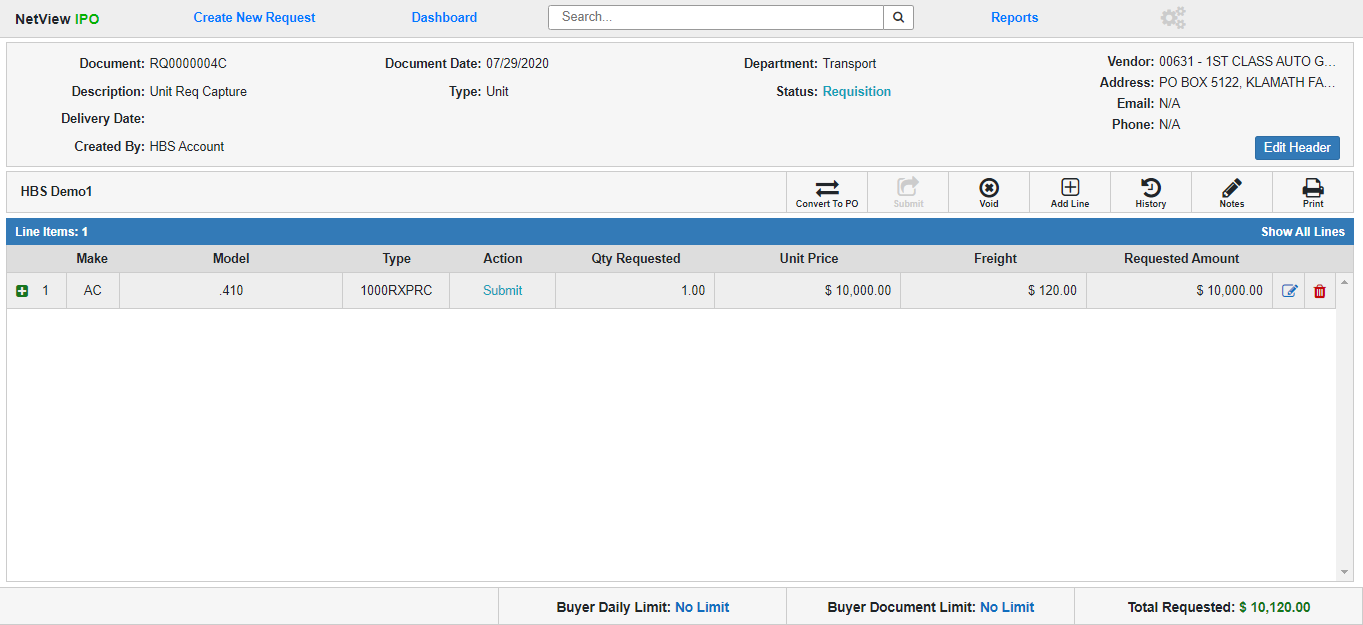 NetView IPO Create New Request Dashboard Search... Reports
Document: RQ0000004C Document Date: 07/29/2020 Department: Transport Vendor: 00631 - 1ST CLASS AUTO G...
Address: PO BOX 5122, KLAMATH FA...
Description: Unit Req Capture Type: Unit Status: Requisition
Email: N/A
Delivery Date:
Phone: N/A
Created By: HBS Account
Edit Header
HBS Demo1
Convert To PO Submit Void Add Line History Notes Print
Line Items: 1 Show All Lines
Make Model Type Action Qty Requested Unit Price Freight Requested Amount
1 AC .410 1000RXPRC Submit 1.00 $ 10,000.00 $ 120.00 $ 10,000.00
Buyer Daily Limit: No Limit Buyer Document Limit: No Limit Total Requested: $ 10,120.00